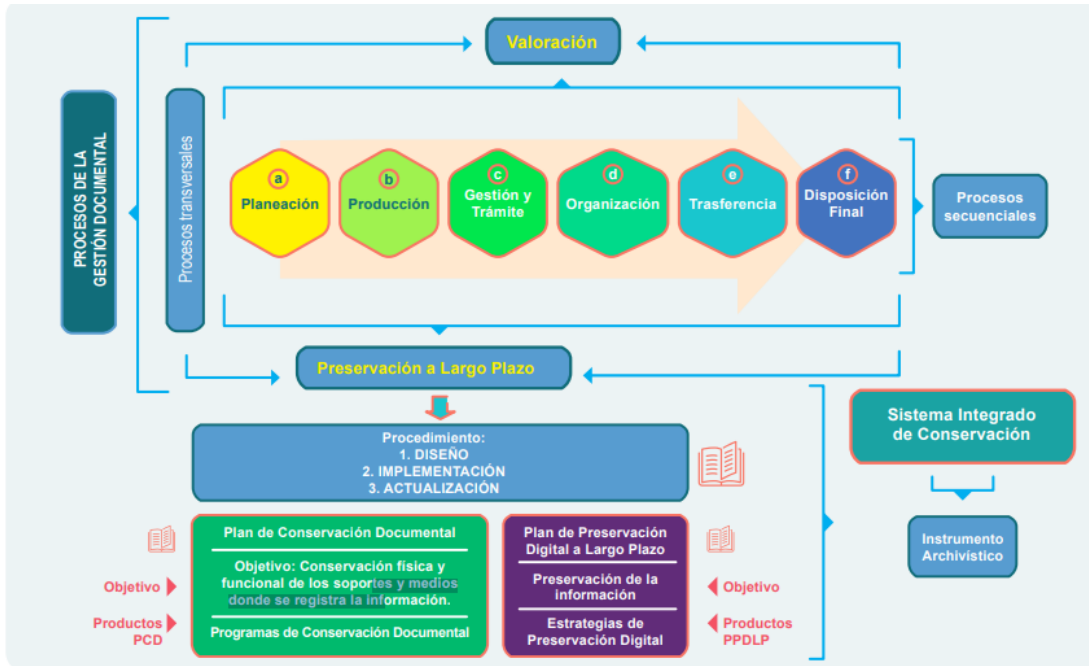 Valoración
PROCESOS DE LA
GESTIÓN DOCUMENTAL
Procesos transversales
a
Planeación
b
Producción
c
Gestión y
Trámite
d
Organización
e
Trasferencia
f
Disposición
Final
Procesos
secuenciales
Preservación a Largo Plazo
Procedimiento:
1. DISEÑO
2. IMPLEMENTACIÓN
3. ACTUALIZACIÓN
Sistema Integrado
de Conservación
Instrumento
Archivístico
Plan de Conservación Documental
Objetivo: Conservación física y
funcional de los soportes y medios
donde se registra la información.
Programas de Conservación Documental
Objetivo
Productos
PCD
Plan de Preservación
Digital a Largo Plazo
Preservación de la
información
Estrategias de
Preservación Digital
Objetivo
Productos
PPDLP